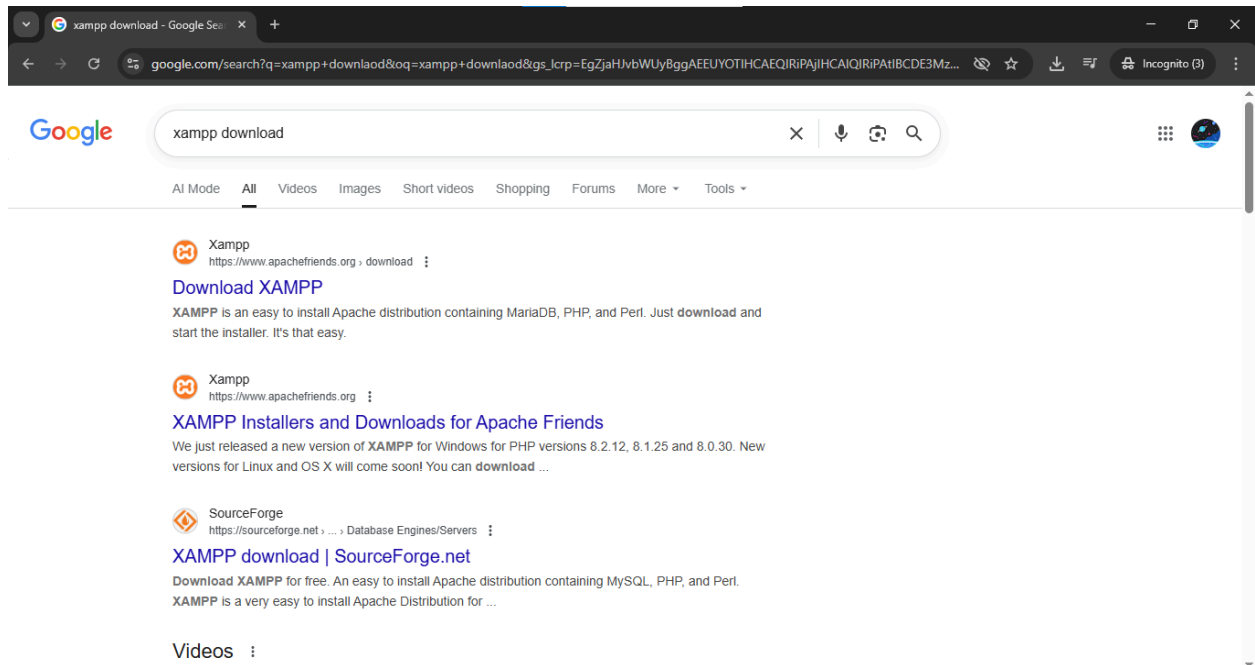 xampp download - Google Sea
google.com/search?q=xampp+downlaod&oq=xampp+downlaod&gs_lcrp=EgZjaHJvbWUyBggAEEUYOTIHCAEQIRiPAjIHCAIQIRiPAtIBCDE3Mz...
Incognito (3)
Google
xampp download
AI Mode All Videos Images Short videos Shopping Forums More Tools
Xampp
https://www.apachefriends.org › download
Download XAMPP
XAMPP is an easy to install Apache distribution containing MariaDB, PHP, and Perl. Just download and
start the installer. It's that easy.
Xampp
https://www.apachefriends.org
XAMPP Installers and Downloads for Apache Friends
We just released a new version of XAMPP for Windows for PHP versions 8.2.12, 8.1.25 and 8.0.30. New
versions for Linux and OS X will come soon! You can download ...
SourceForge
https://sourceforge.net › ... › Database Engines/Servers
XAMPP download | SourceForge.net
Download XAMPP for free. An easy to install Apache distribution containing MySQL, PHP, and Perl.
XAMPP is a very easy to install Apache Distribution for ...
Videos